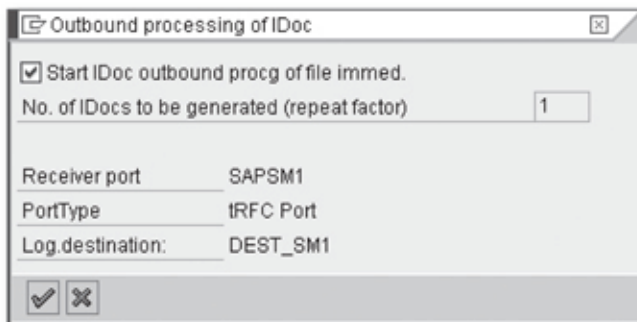 Outbound processing of IDoc
Start IDoc outbound procg of file immed.
No. of IDocs to be generated (repeat factor) 1
Receiver port SAPSM1
PortType tRFC Port
Log.destination: DEST_SM1